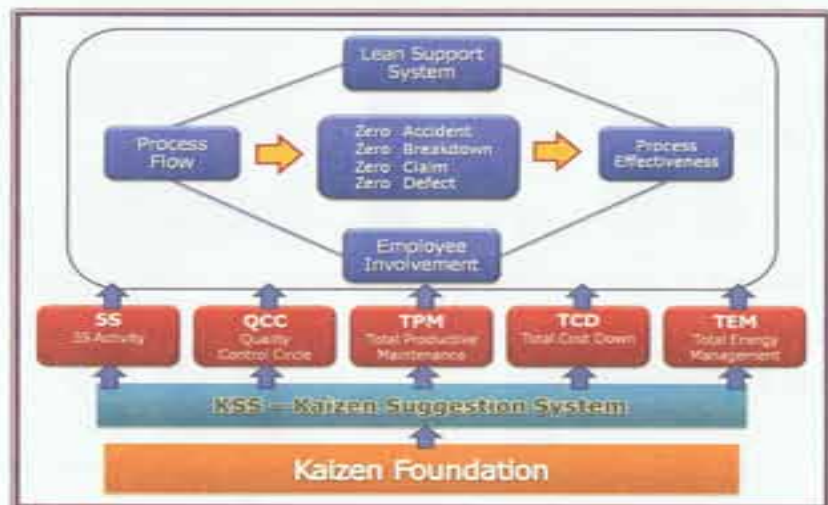 Lean Support
System
Process
Flow
Zero Accident
Zero Breakdown
Zero Claim
Zero Defect
Process
Effectiveness
Employee
Involvement
5S
5S Activity
QCC
Quality
Control Circle
TPM
Total Productive
Maintenance
TCD
Total Cost Down
TEM
Total Energy
Management
KSS – Kaizen Suggestion System
Kaizen Foundation